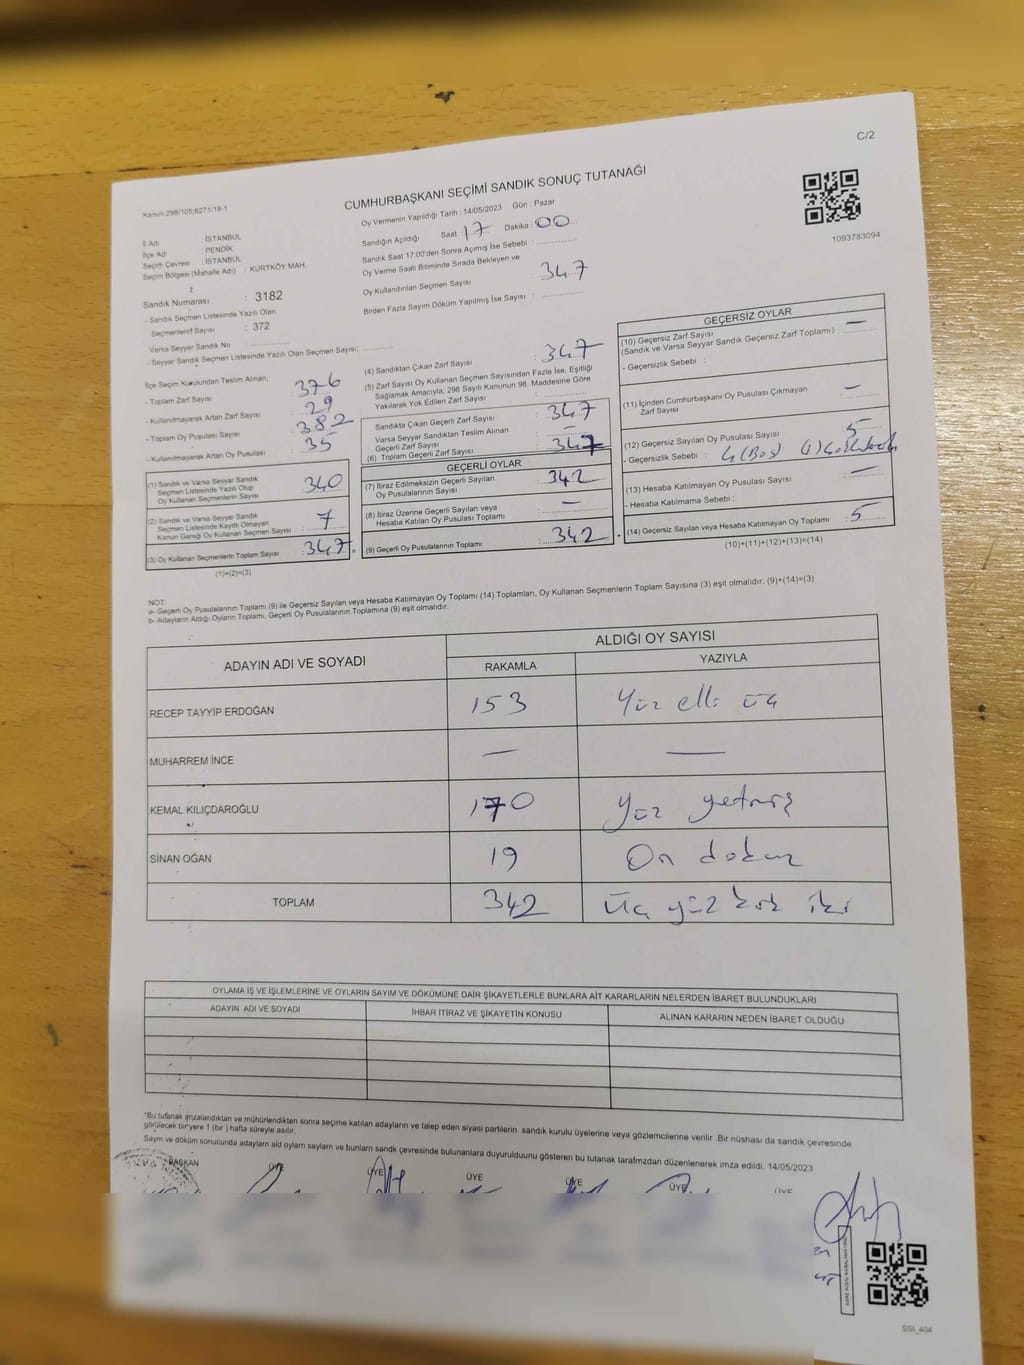 C/2
Kanun:298/105;6271/18-1
CUMHURBAŞKANI SEÇİMİ SANDIK SONUÇ TUTANAĞI
1093783094
İl Adı : İSTANBUL
İlçe Adı : PENDİK
Seçim Çevresi : İSTANBUL
Seçim Bölgesi (Mahalle Adı) : KURTKÖY MAH.
Sandık Numarası : 3182
- Sandık Seçmen Listesinde Yazılı Olan
Seçmenlerin Sayısı : 372
Varsa Seyyar Sandık No :
- Seyyar Sandık Seçmen Listesinde Yazılı Olan Seçmen Sayısı:
Oy Vermenin Yapıldığı Tarih : 14/05/2023 Gün : Pazar
Sandığın Açıldığı Saat 17 Dakika : 00
Sandık Saat 17:00'den Sonra Açmış İse Sebebi :
Oy Verme Saati Bitiminde Sırada Bekleyen ve
Oy Kullandırılan Seçmen Sayısı : 347
Birden Fazla Sayım Döküm Yapılmış İse Sayısı :
İlçe Seçim Kurulundan Teslim Alınan;
- Toplam Zarf Sayısı : 376
- Kullanılmayarak Artan Zarf Sayısı : 29
- Toplam Oy Pusulası Sayısı : 382
- Kullanılmayarak Artan Oy Pusulası : 35
(1) Sandık ve Varsa Seyyar Sandık
Seçmen Listesinde Yazılı Olup
Oy Kullanan Seçmenlerin Sayısı : 340
(2) Sandık ve Varsa Seyyar Sandık
Seçmen Listesinde Kayıtlı Olmayan
Kanun Gereği Oy Kullanan Seçmen Sayısı : 7
(3) Oy Kullanan Seçmenlerin Toplam Sayısı : 347 =
(1)+(2)=(3)
(4) Sandıktan Çıkan Zarf Sayısı : 347
(5) Zarf Sayısı Oy Kullanan Seçmen Sayısından Fazla İse, Eşitliği
Sağlamak Amacıyla; 298 Sayılı Kanunun 98. Maddesine Göre
Yakılarak Yok Edilen Zarf Sayısı :
Sandıkta Çıkan Geçerli Zarf Sayısı : 347
Varsa Seyyar Sandıktan Teslim Alınan
Geçerli Zarf Sayısı : —
(6) Toplam Geçerli Zarf Sayısı : 347
GEÇERLİ OYLAR
(7) İtiraz Edilmeksizin Geçerli Sayılan
Oy Pusulalarının Sayısı : 342
(8) İtiraz Üzerine Geçerli Sayılan veya
Hesaba Katılan Oy Pusulası Toplamı : —
(9) Geçerli Oy Pusulalarının Toplamı : 342 +
GEÇERSİZ OYLAR
(10) Geçersiz Zarf Sayısı
(Sandık ve Varsa Seyyar Sandık Geçersiz Zarf Toplamı) : —
- Geçersizlik Sebebi :
(11) İçinden Cumhurbaşkanı Oy Pusulası Çıkmayan
Zarf Sayısı : —
(12) Geçersiz Sayılan Oy Pusulası Sayısı : 5
- Geçersizlik Sebebi : 4 (Boş) (1)
(13) Hesaba Katılmayan Oy Pusulası Sayısı : —
- Hesaba Katılmama Sebebi :
(14) Geçersiz Sayılan veya Hesaba Katılmayan Oy Toplamı : 5
(10)+(11)+(12)+(13)=(14)
NOT:
a- Geçerli Oy Pusulalarının Toplamı (9) ile Geçersiz Sayılan veya Hesaba Katılmayan Oy Toplamı (14) Toplamları, Oy Kullanan Seçmenlerin Toplam Sayısına (3) eşit olmalıdır. (9)+(14)=(3)
b- Adayların Aldığı Oyların Toplamı, Geçerli Oy Pusulalarının Toplamına (9) eşit olmalıdır.
ADAYIN ADI VE SOYADI
ALDIĞI OY SAYISI
RAKAMLA YAZIYLA
RECEP TAYYİP ERDOĞAN 153 Yüz elli üç
MUHARREM İNCE — —
KEMAL KILIÇDAROĞLU 170 Yüz yetmiş
SİNAN OĞAN 19 On dokuz
TOPLAM 342 Üç yüz kırk iki
OYLAMA İŞ VE İŞLEMLERİNE VE OYLARIN SAYIM VE DÖKÜMÜNE DAİR ŞİKAYETLERLE BUNLARA AİT KARARLARIN NELERDEN İBARET BULUNDUKLARI
ADAYIN ADI VE SOYADI İHBAR İTİRAZ VE ŞİKAYETİN KONUSU ALINAN KARARIN NEDEN İBARET OLDUĞU
*Bu tutanak imzalandıktan ve mühürlendikten sonra seçime katılan adayların ve talep eden siyasi partilerin sandık kurulu üyelerine veya gözlemcilerine verilir .Bir nüshası da sandık çevresinde
görülecek bir yere 1 (bir ) hafta süreyle asılır.
Sayım ve döküm sonucunda adayların aldı oyların sayları ve bunların sandk çevresinde bulunanlara duyurulduunu gösteren bu tutanak tarafmzdan düzenlenerek imza edildi. 14/05/2023
BAŞKAN ÜYE ÜYE ÜYE ÜYE ÜYE ÜYE
SSI_404